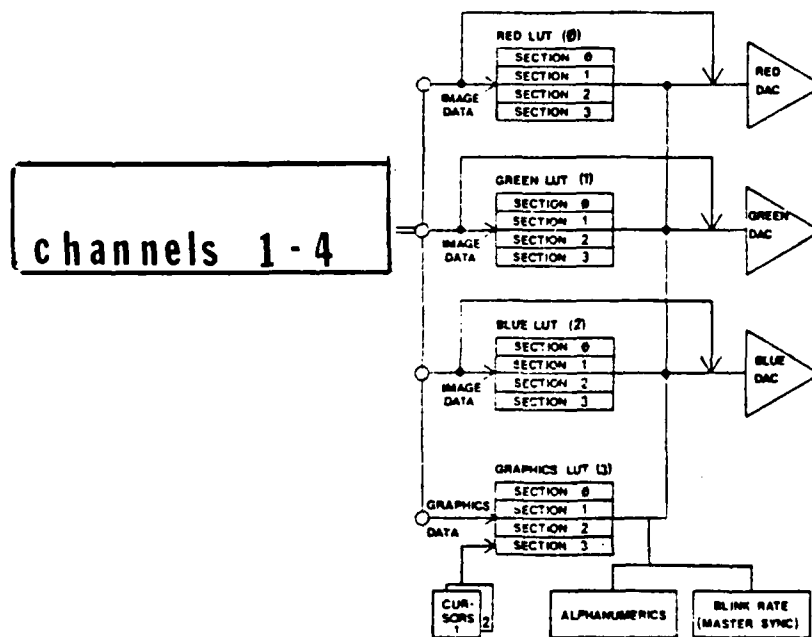 RED LUT (0)
SECTION 0
SECTION 1
SECTION 2
SECTION 3
IMAGE
DATA
RED
DAC
channels 1-4
GREEN LUT (1)
SECTION 0
SECTION 1
SECTION 2
SECTION 3
IMAGE
DATA
GREEN
DAC
BLUE LUT (2)
SECTION 0
SECTION 1
SECTION 2
SECTION 3
IMAGE
DATA
BLUE
DAC
GRAPHICS LUT (3)
SECTION 0
SECTION 1
SECTION 2
SECTION 3
GRAPHICS
DATA
CUR-
SORS
1
2
ALPHANUMERICS
BLINK RATE
(MASTER SYNC)